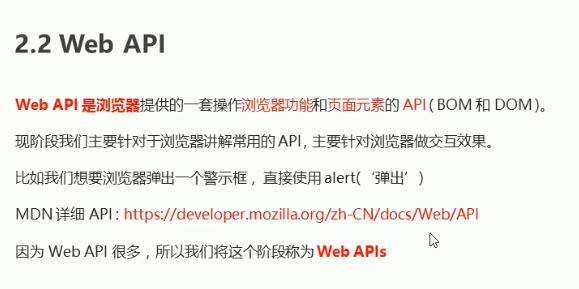 2.2 Web API
Web API 是浏览器提供的一套操作浏览器功能和页面元素的 API ( BOM 和 DOM )。
现阶段我们主要针对于浏览器讲解常用的 API , 主要针对浏览器做交互效果。
比如我们想要浏览器弹出一个警示框， 直接使用 alert(‘弹出’)
MDN 详细 API : https://developer.mozilla.org/zh-CN/docs/Web/API
因为 Web API 很多，所以我们将这个阶段称为 Web APIs